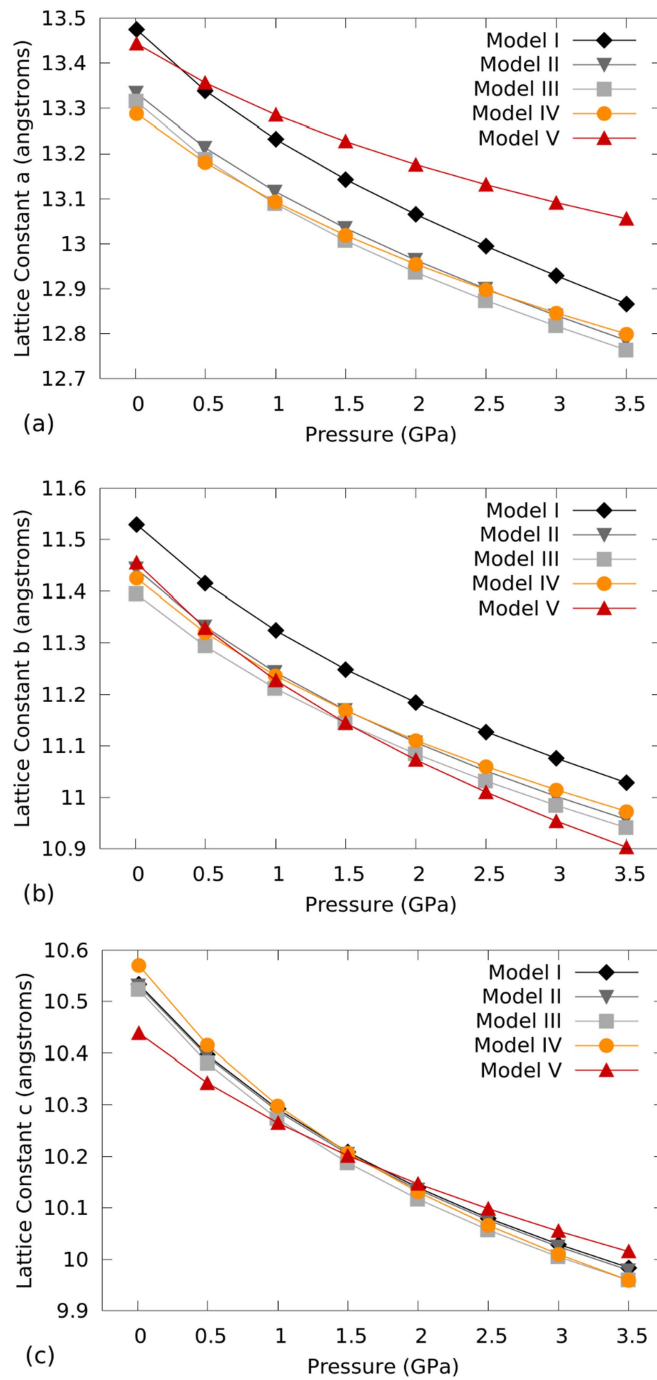 13.5
13.4
13.3
13.2
13.1
13
12.9
12.8
12.7
Lattice Constant a (angstroms)
Model I
Model II
Model III
Model IV
Model V
0 0.5 1 1.5 2 2.5 3 3.5
Pressure (GPa)
(a)
11.6
11.5
11.4
11.3
11.2
11.1
11
10.9
Lattice Constant b (angstroms)
Model I
Model II
Model III
Model IV
Model V
0 0.5 1 1.5 2 2.5 3 3.5
Pressure (GPa)
(b)
10.6
10.5
10.4
10.3
10.2
10.1
10
9.9
Lattice Constant c (angstroms)
Model I
Model II
Model III
Model IV
Model V
0 0.5 1 1.5 2 2.5 3 3.5
Pressure (GPa)
(c)